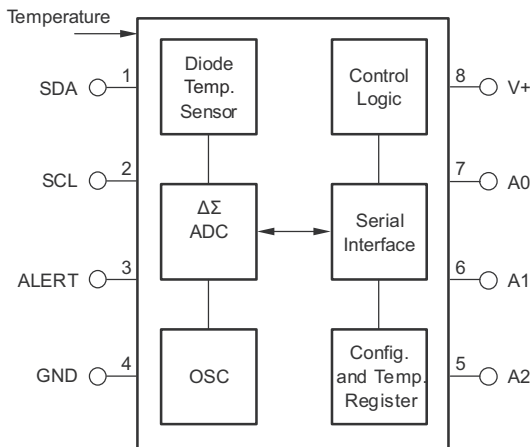 Temperature
SDA
1
SCL
2
ALERT
3
GND
4
Diode
Temp.
Sensor
ΔΣ
ADC
OSC
Control
Logic
Serial
Interface
Config.
and Temp.
Register
8
V+
7
A0
6
A1
5
A2